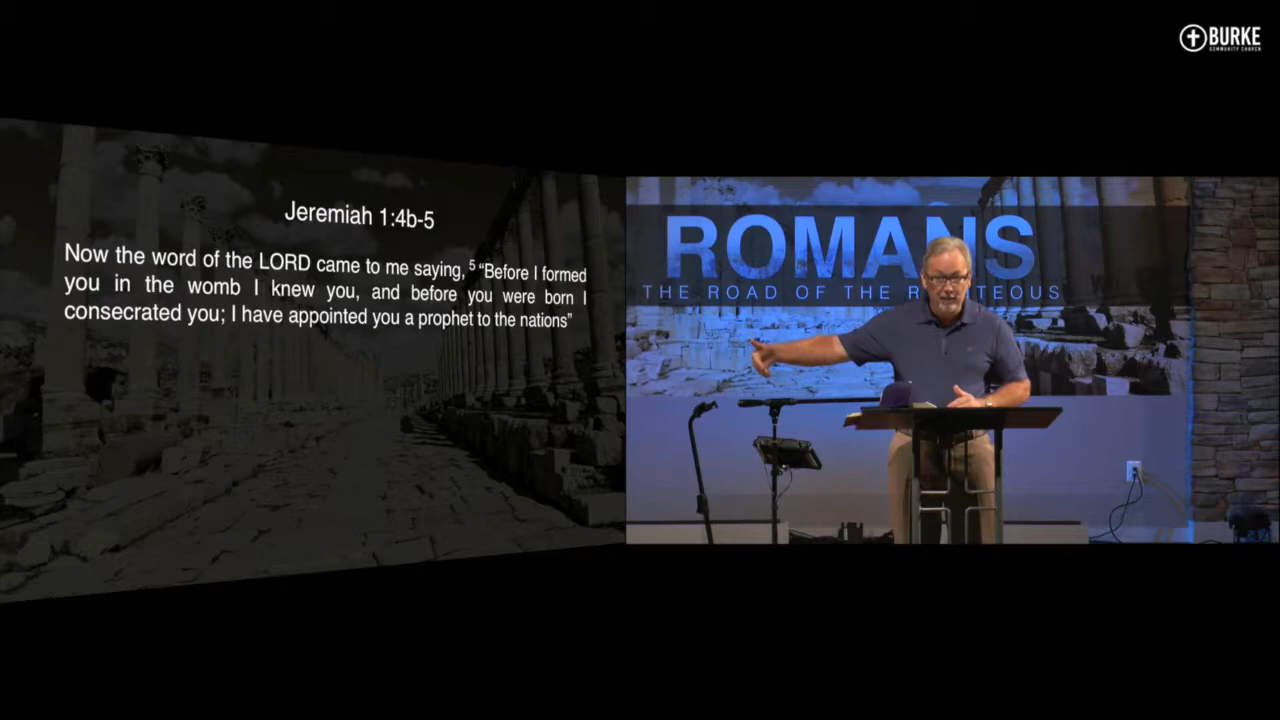 BURKE
COMMUNITY CHURCH
Jeremiah 1:4b-5
Now the word of the LORD came to me saying, ⁵ “Before I formed
you in the womb I knew you, and before you were born I
consecrated you; I have appointed you a prophet to the nations”
ROMANS
THE ROAD OF THE R HTEOUS